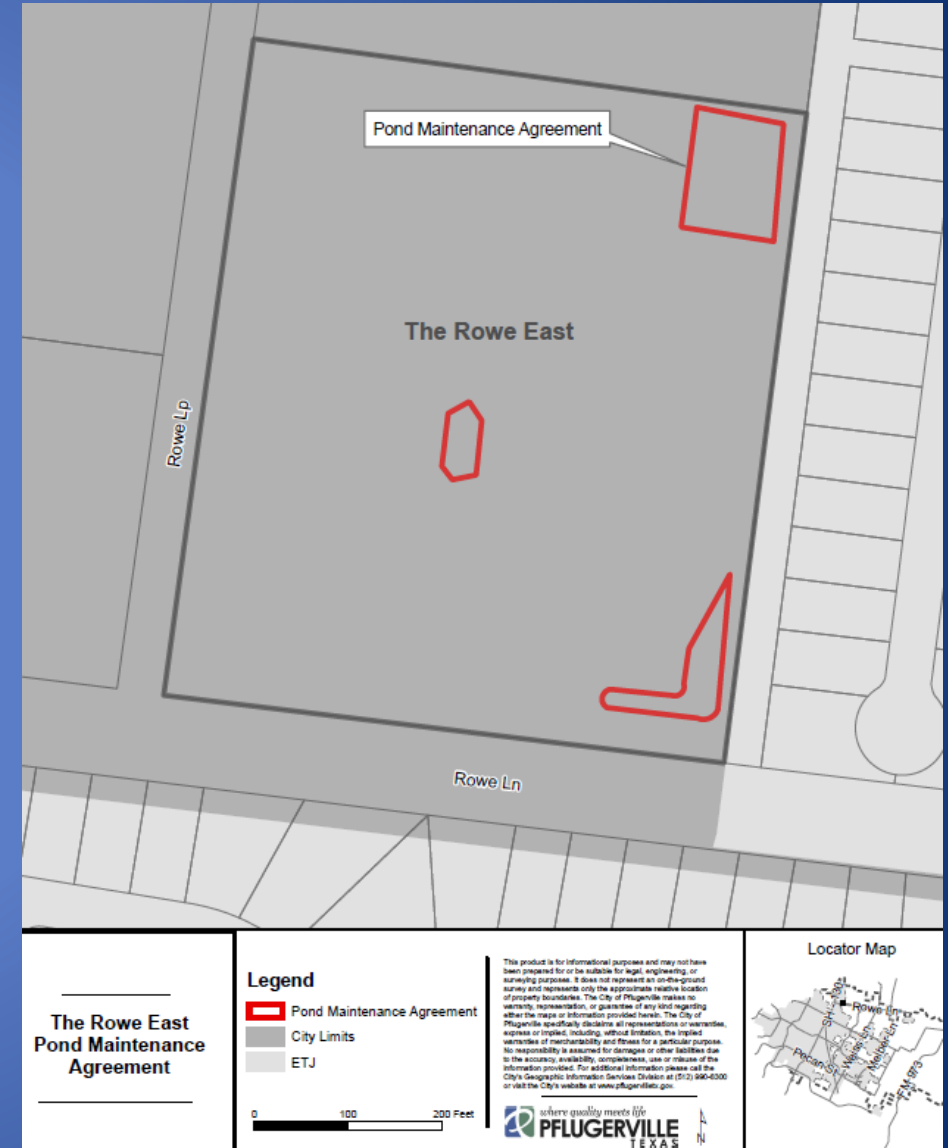 Pond Maintenance Agreement
The Rowe East
Rowe Lp
Rowe Ln
The Rowe East
Pond Maintenance
Agreement
Legend
Pond Maintenance Agreement
City Limits
ETJ
0 100 200 Feet
This product is for informational purposes and may not have
been prepared for or be suitable for legal, engineering, or
surveying purposes. It does not represent an on-the-ground
survey and represents only the approximate relative location
of property boundaries. The City of Pflugerville makes no
warranty, representation, or guarantee of any kind regarding
either the maps or information provided herein. The City of
Pflugerville specifically disclaims all representations or warranties,
express or implied, including, without limitation, the implied
warranties of merchantability and fitness for a particular purpose.
No responsibility is assumed for damages or other liabilities due
to the accuracy, availability, completeness, use or misuse of the
information provided. For additional information please call the
City's Geographic Information Services Division at (512) 990-6300
or visit the City's website at www.pflugervilletx.gov.
where quality meets life
PFLUGERVILLE
TEXAS
N
Locator Map
SH 130
Rowe Ln
Pecan St
Weiss Ln
Melber Ln
FM 973